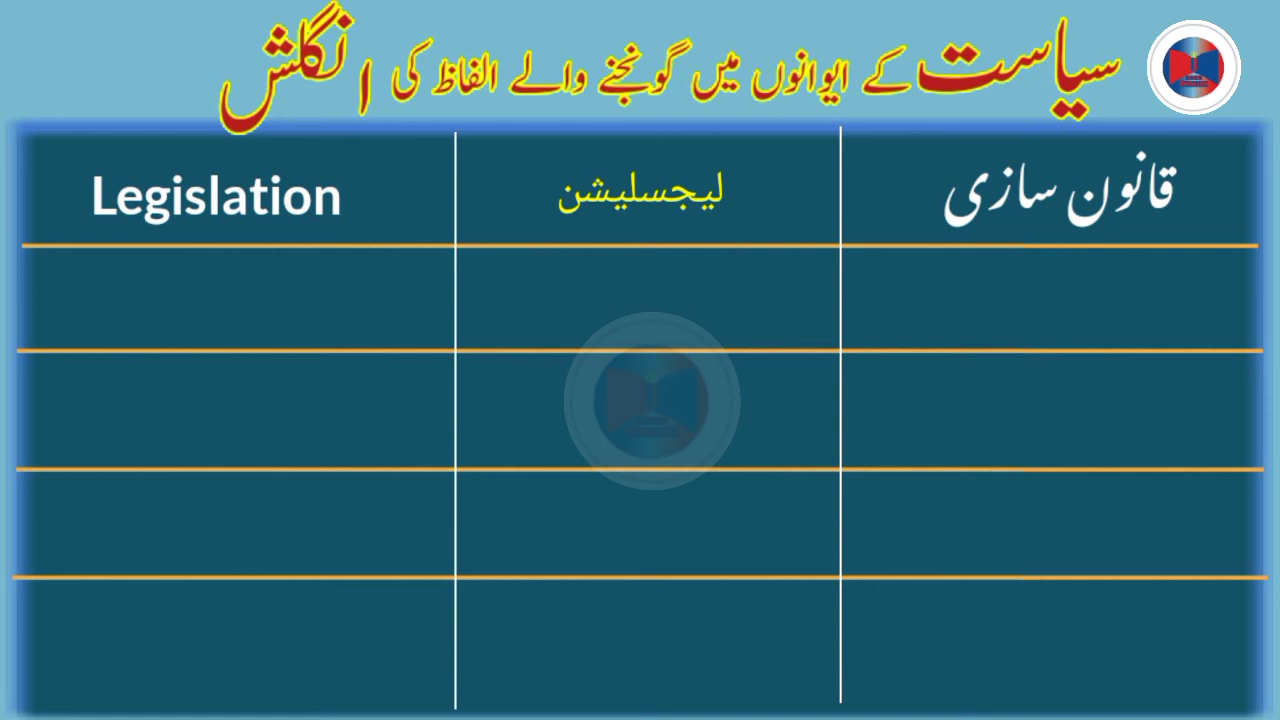 سیاست کے ایوانوں میں گونجنے والے الفاظ کی انگلش
قانون سازی لیجسلیشن Legislation